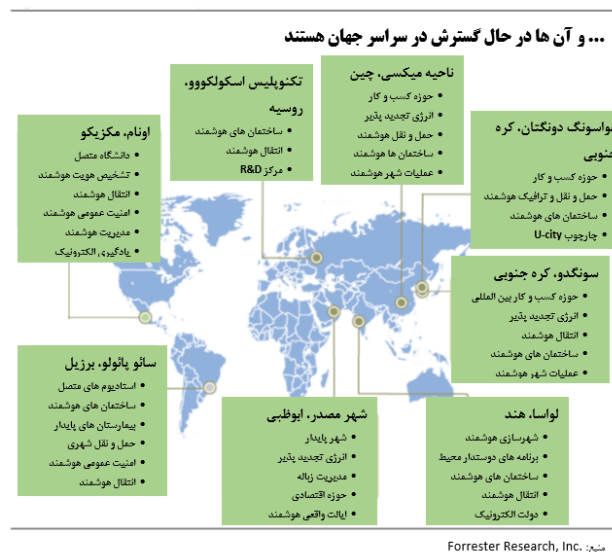 ... و آن ها در حال گسترش در سراسر جهان هستند
ناحیه میکسی، چین
• حوزه کسب و کار
• انرژی تجدید پذیر
• حمل و نقل هوشمند
• ساختمان ها هوشمند
• عملیات شهر هوشمند
تکنوپلیس اسکولکووو،
روسیه
• ساختمان های هوشمند
• انتقال هوشمند
• مرکز R&D
واسونگ دونگتان، کره
جنوبی
• حوزه کسب و کار
• حمل و نقل و ترافیک هوشمند
• ساختمان های هوشمند
• چارچوب U-city
اونام، مکزیکو
• دانشگاه متصل
• تشخیص هویت هوشمند
• انتقال هوشمند
• امنیت عمومی هوشمند
• مدیریت هوشمند
• یادگیری الکترونیک
سونگدو، کره جنوبی
• حوزه کسب و کار بین المللی
• انرژی تجدید پذیر
• انتقال هوشمند
• ساختمان های هوشمند
• عملیات شهر هوشمند
سائو پائولو، برزیل
• استادیوم های متصل
• ساختمان های هوشمند
• بیمارستان های پایدار
• حمل و نقل شهری
• امنیت عمومی هوشمند
• انتقال هوشمند
لواسا، هند
• شهرسازی هوشمند
• برنامه های دوستدار محیط
• ساختمان های هوشمند
• انتقال هوشمند
• دولت الکترونیک
شهر مصدر، ابوظبی
• شهر پایدار
• انرژی تجدید پذیر
• مدیریت زباله
• حوزه اقتصادی
• ایالت واقعی هوشمند
منبع: Forrester Research, Inc.